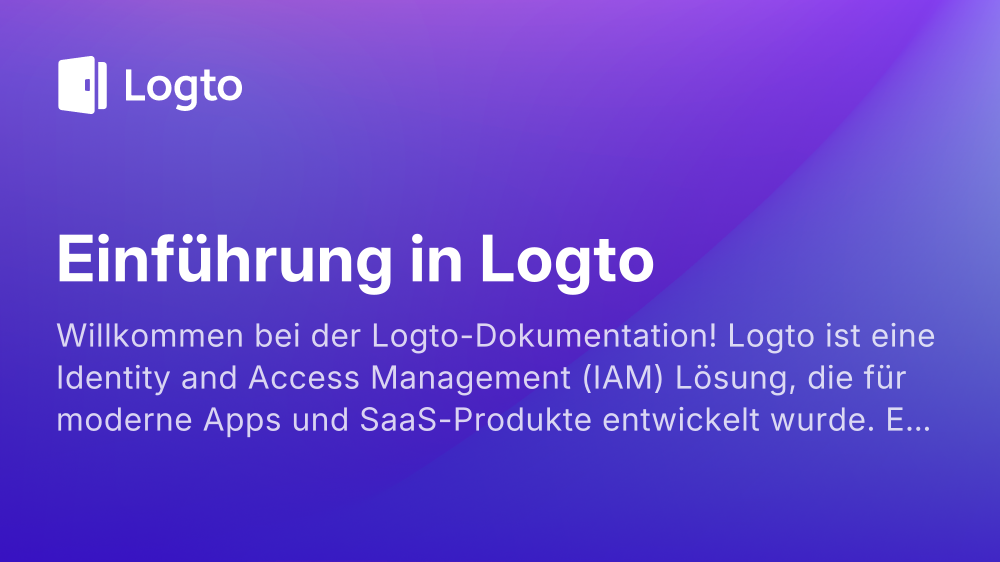 Logto
Einführung in Logto
Willkommen bei der Logto-Dokumentation! Logto ist eine
Identity and Access Management (IAM) Lösung, die für
moderne Apps und SaaS-Produkte entwickelt wurde. E...